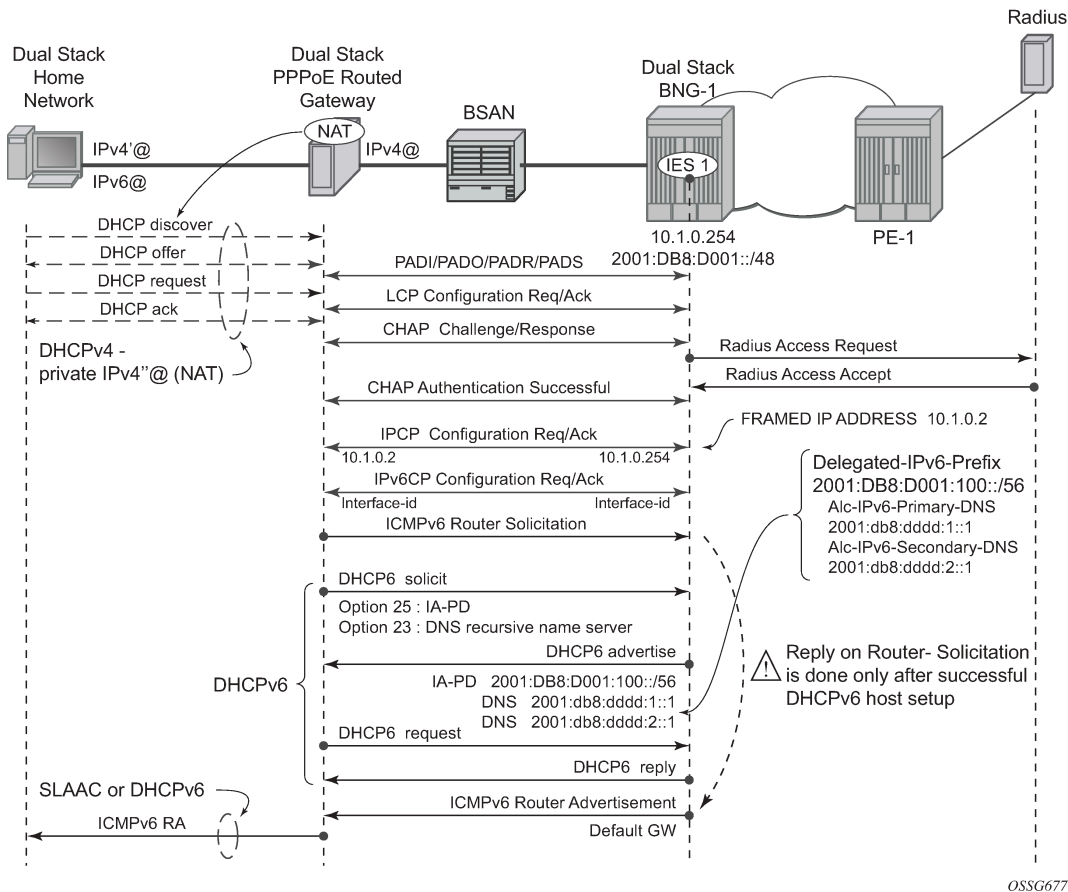 Radius
Dual Stack
Home
Network
Dual Stack
PPPoE Routed
Gateway
BSAN
Dual Stack
BNG-1
NAT
IPv4'@
IPv6@
IPv4@
IES 1
PE-1
10.1.0.254
2001:DB8:D001::/48
DHCP discover
DHCP offer
DHCP request
DHCP ack
DHCPv4 -
private IPv4"@ (NAT)
PADI/PADO/PADR/PADS
LCP Configuration Req/Ack
CHAP Challenge/Response
Radius Access Request
Radius Access Accept
CHAP Authentication Successful
FRAMED IP ADDRESS 10.1.0.2
IPCP Configuration Req/Ack
10.1.0.2
10.1.0.254
IPv6CP Configuration Req/Ack
Interface-id
Interface-id
Delegated-IPv6-Prefix
2001:DB8:D001:100::/56
Alc-IPv6-Primary-DNS
2001:db8:dddd:1::1
Alc-IPv6-Secondary-DNS
2001:db8:dddd:2::1
ICMPv6 Router Solicitation
DHCPv6
DHCP6 solicit
Option 25 : IA-PD
Option 23 : DNS recursive name server
DHCP6 advertise
IA-PD 2001:DB8:D001:100::/56
DNS 2001:db8:dddd:1::1
DNS 2001:db8:dddd:2::1
DHCP6 request
DHCP6 reply
! Reply on Router- Solicitation
is done only after successful
DHCPv6 host setup
ICMPv6 Router Advertisement
Default GW
SLAAC or DHCPv6
ICMPv6 RA
OSSG677